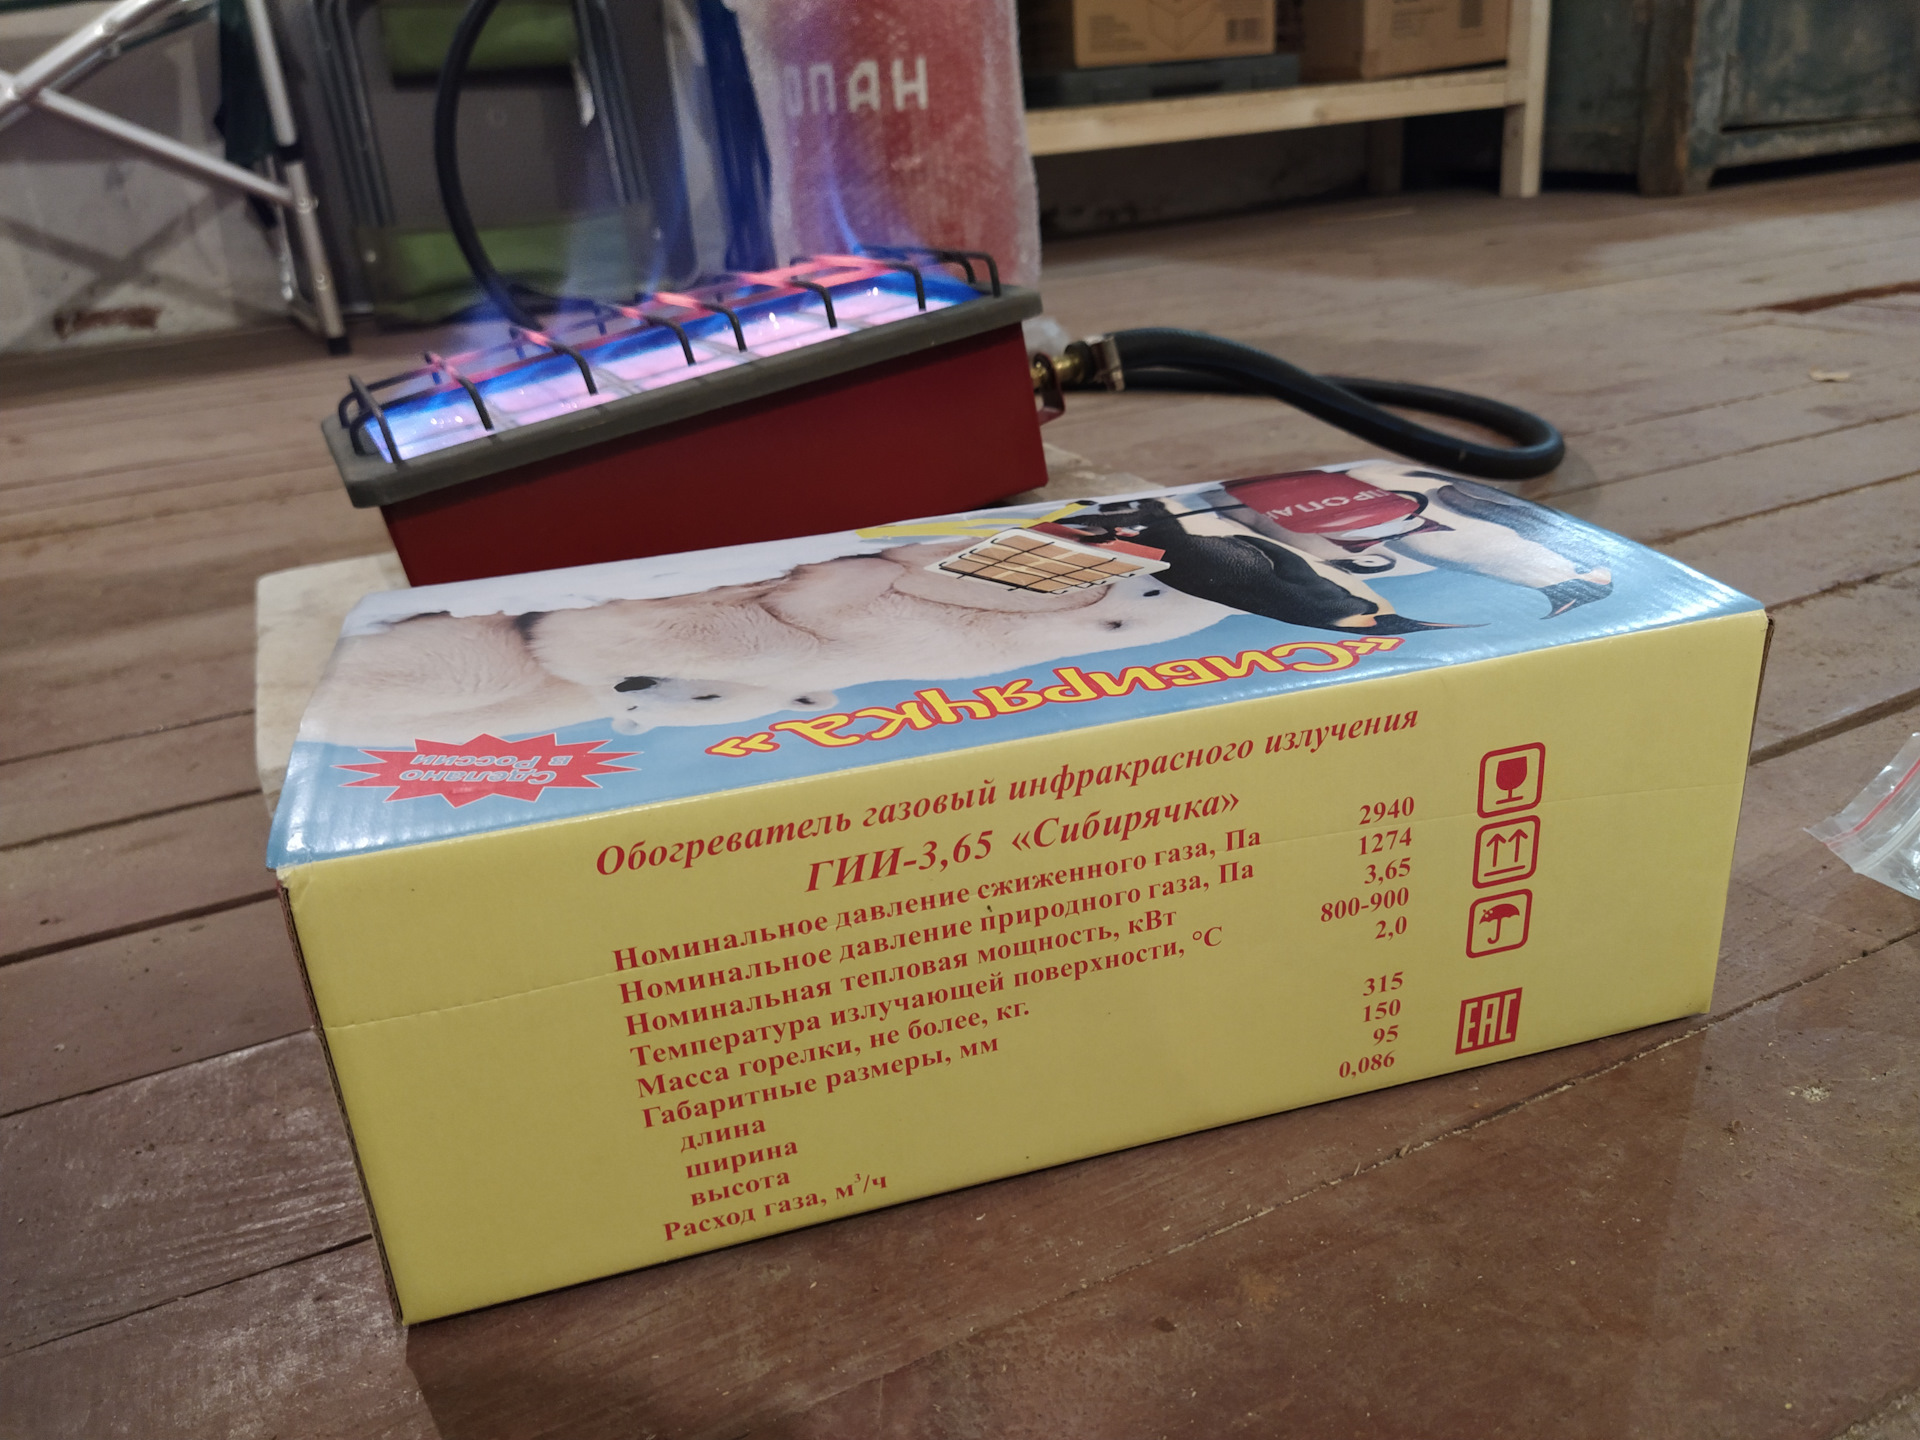 ОПАН
ПРОПАН
«Сибирячка»
Сделано
в России
Обогреватель газовый инфракрасного излучения
ГИИ-3,65 «Сибирячка»
Номинальное давление сжиженного газа, Па 2940
Номинальное давление природного газа, Па 1274
Номинальная тепловая мощность, кВт 3,65
Температура излучающей поверхности, °С 800-900
Масса горелки, не более, кг. 2,0
Габаритные размеры, мм
длина 315
ширина 150
высота 95
Расход газа, м³/ч 0,086
EAC